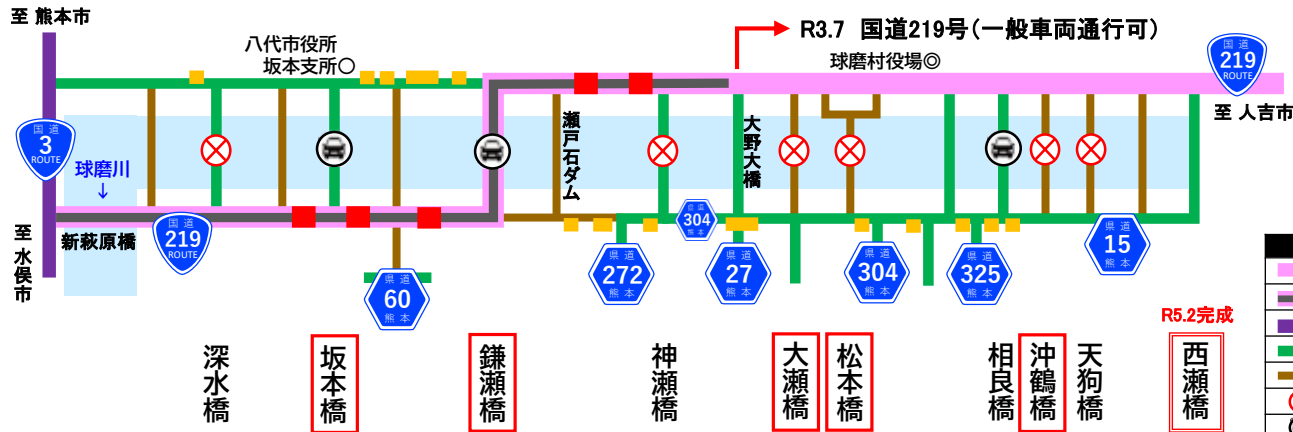 至 熊本市
R3.7 国道219号(一般車両通行可)
八代市役所
坂本支所○
球磨村役場◎
国道
219
ROUTE
至 人吉市
国道
3
ROUTE
球磨川
↓
瀬戸石ダム
大野大橋
至 水俣市
新萩原橋
国道
219
ROUTE
県道
60
熊本
県道
272
熊本
県道
304
熊本
県道
27
熊本
県道
304
熊本
県道
325
熊本
県道
15
熊本
R5.2完成
深水橋
坂本橋
鎌瀬橋
神瀬橋
大瀬橋
松本橋
相良橋
沖鶴橋
天狗橋
西瀬橋